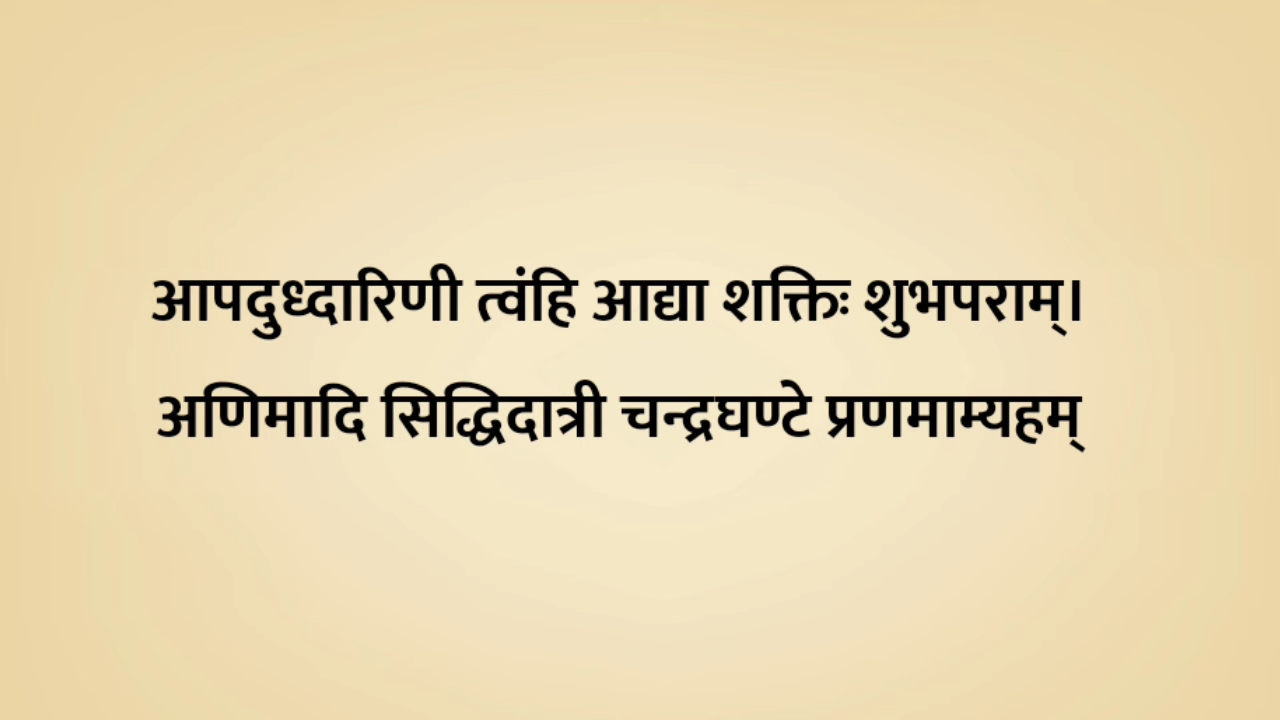 आपदुध्दारिणी त्वंहि आद्या शक्तिः शुभपराम्।
अणिमादि सिद्धिदात्री चन्द्रघण्टे प्रणमाम्यहम्